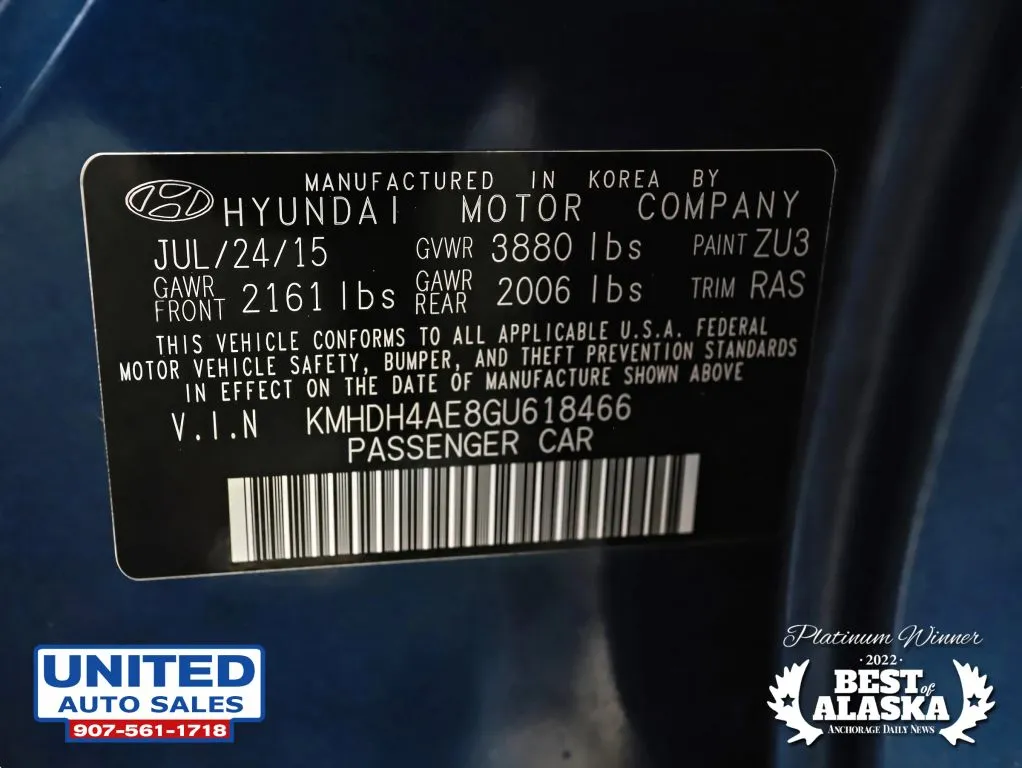 MANUFACTURED IN KOREA BY
HYUNDAI MOTOR COMPANY
JUL/24/15 GVWR 3880 lbs PAINT ZU3
GAWR FRONT 2161 lbs GAWR REAR 2006 lbs TRIM RAS
THIS VEHICLE CONFORMS TO ALL APPLICABLE U.S.A. FEDERAL
MOTOR VEHICLE SAFETY, BUMPER, AND THEFT PREVENTION STANDARDS
IN EFFECT ON THE DATE OF MANUFACTURE SHOWN ABOVE
V.I.N KMHDH4AE8GU618466
PASSENGER CAR
UNITED
AUTO SALES
907-561-1718
Platinum Winner
·2022·
BEST of
ALASKA
ANCHORAGE DAILY NEWS